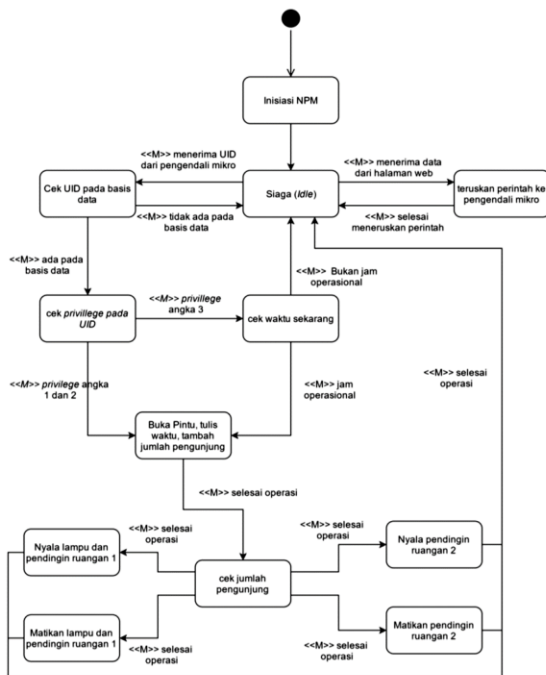 Inisiasi NPM
<<M>> menerima UID
dari pengendali mikro
<<M>> menerima data
dari halaman web
Cek UID pada basis
data
Siaga (Idle)
teruskan perintah ke
pengendali mikro
<<M>> tidak ada pada
basis data
<<M>> selesai
meneruskan perintah
<<M>> ada pada
basis data
<<M>> Bukan jam
operasional
cek privillege pada
UID
<<M>> privillege
angka 3
cek waktu sekarang
<<M>> selesai
operasi
<<M>> privilege angka
1 dan 2
<<M>> jam
operasional
Buka Pintu, tulis
waktu, tambah
jumlah pengunjung
<<M>> selesai operasi
Nyala lampu dan
pendingin ruangan 1
<<M>> selesai
operasi
<<M>> selesai
operasi
Nyala pendingin
ruangan 2
cek jumlah
pengunjung
Matikan lampu dan
pendingin ruangan 1
<<M>> selesai
operasi
<<M>> selesai
operasi
Matikan pendingin
ruangan 2